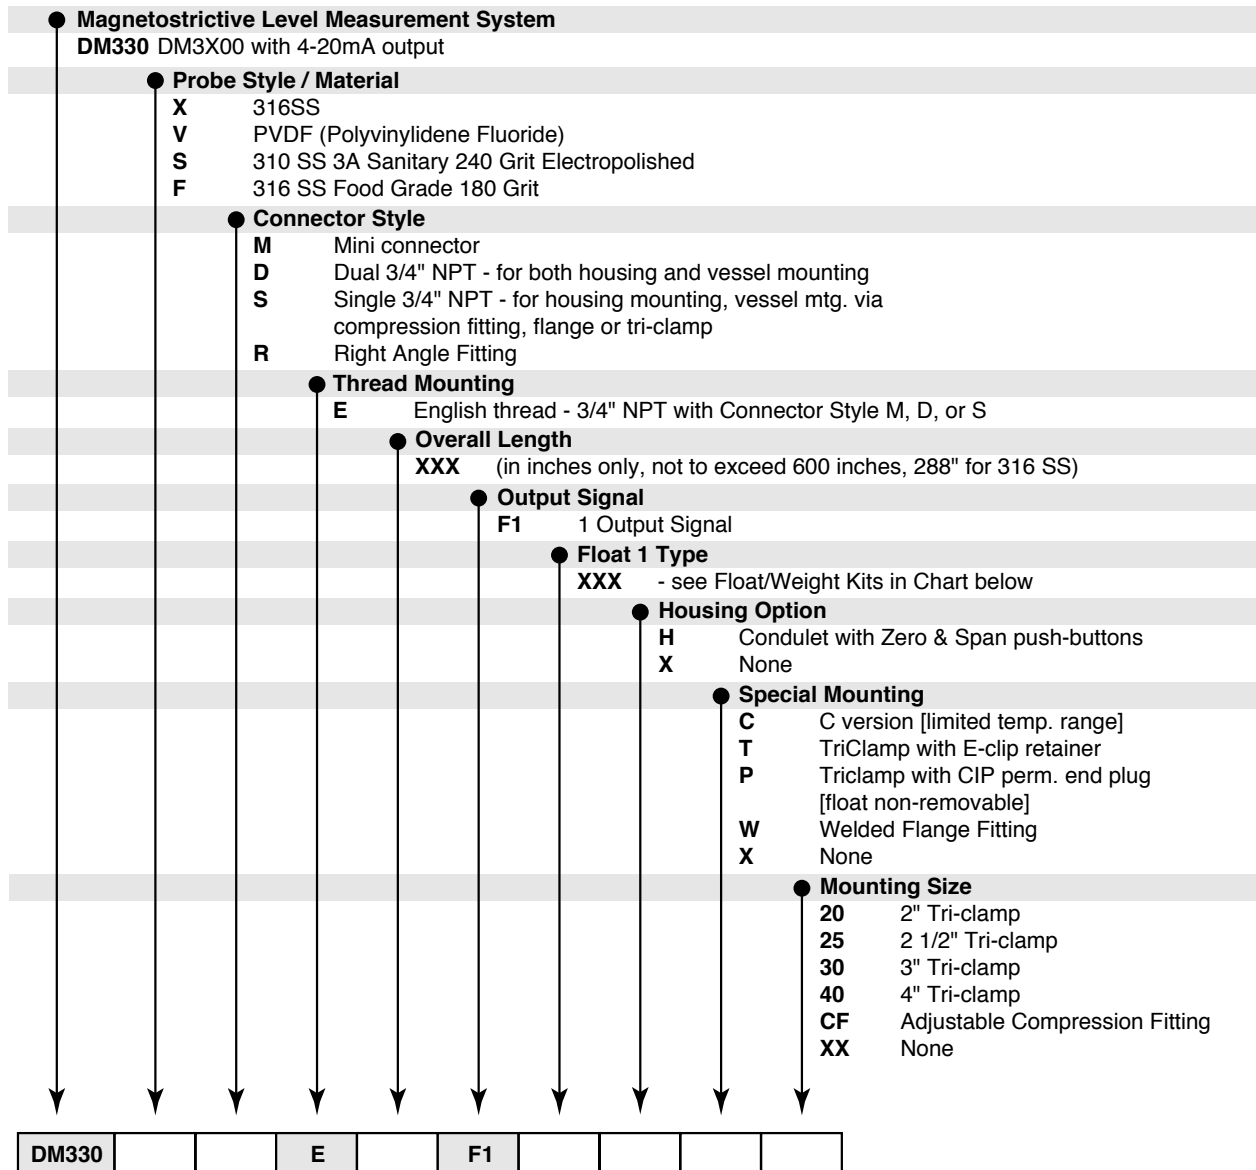 Magnetostrictive Level Measurement System
DM330 DM3X00 with 4-20mA output
Probe Style / Material
X 316SS
V PVDF (Polyvinylidene Fluoride)
S 310 SS 3A Sanitary 240 Grit Electropolished
F 316 SS Food Grade 180 Grit
Connector Style
M Mini connector
D Dual 3/4" NPT - for both housing and vessel mounting
S Single 3/4" NPT - for housing mounting, vessel mtg. via
compression fitting, flange or tri-clamp
R Right Angle Fitting
Thread Mounting
E English thread - 3/4" NPT with Connector Style M, D, or S
Overall Length
XXX (in inches only, not to exceed 600 inches, 288" for 316 SS)
Output Signal
F1 1 Output Signal
Float 1 Type
XXX - see Float/Weight Kits in Chart below
Housing Option
H Condulet with Zero & Span push-buttons
X None
Special Mounting
C C version [limited temp. range]
T TriClamp with E-clip retainer
P Triclamp with CIP perm. end plug
[float non-removable]
W Welded Flange Fitting
X None
Mounting Size
20 2" Tri-clamp
25 2 1/2" Tri-clamp
30 3" Tri-clamp
40 4" Tri-clamp
CF Adjustable Compression Fitting
XX None
DM330 E F1